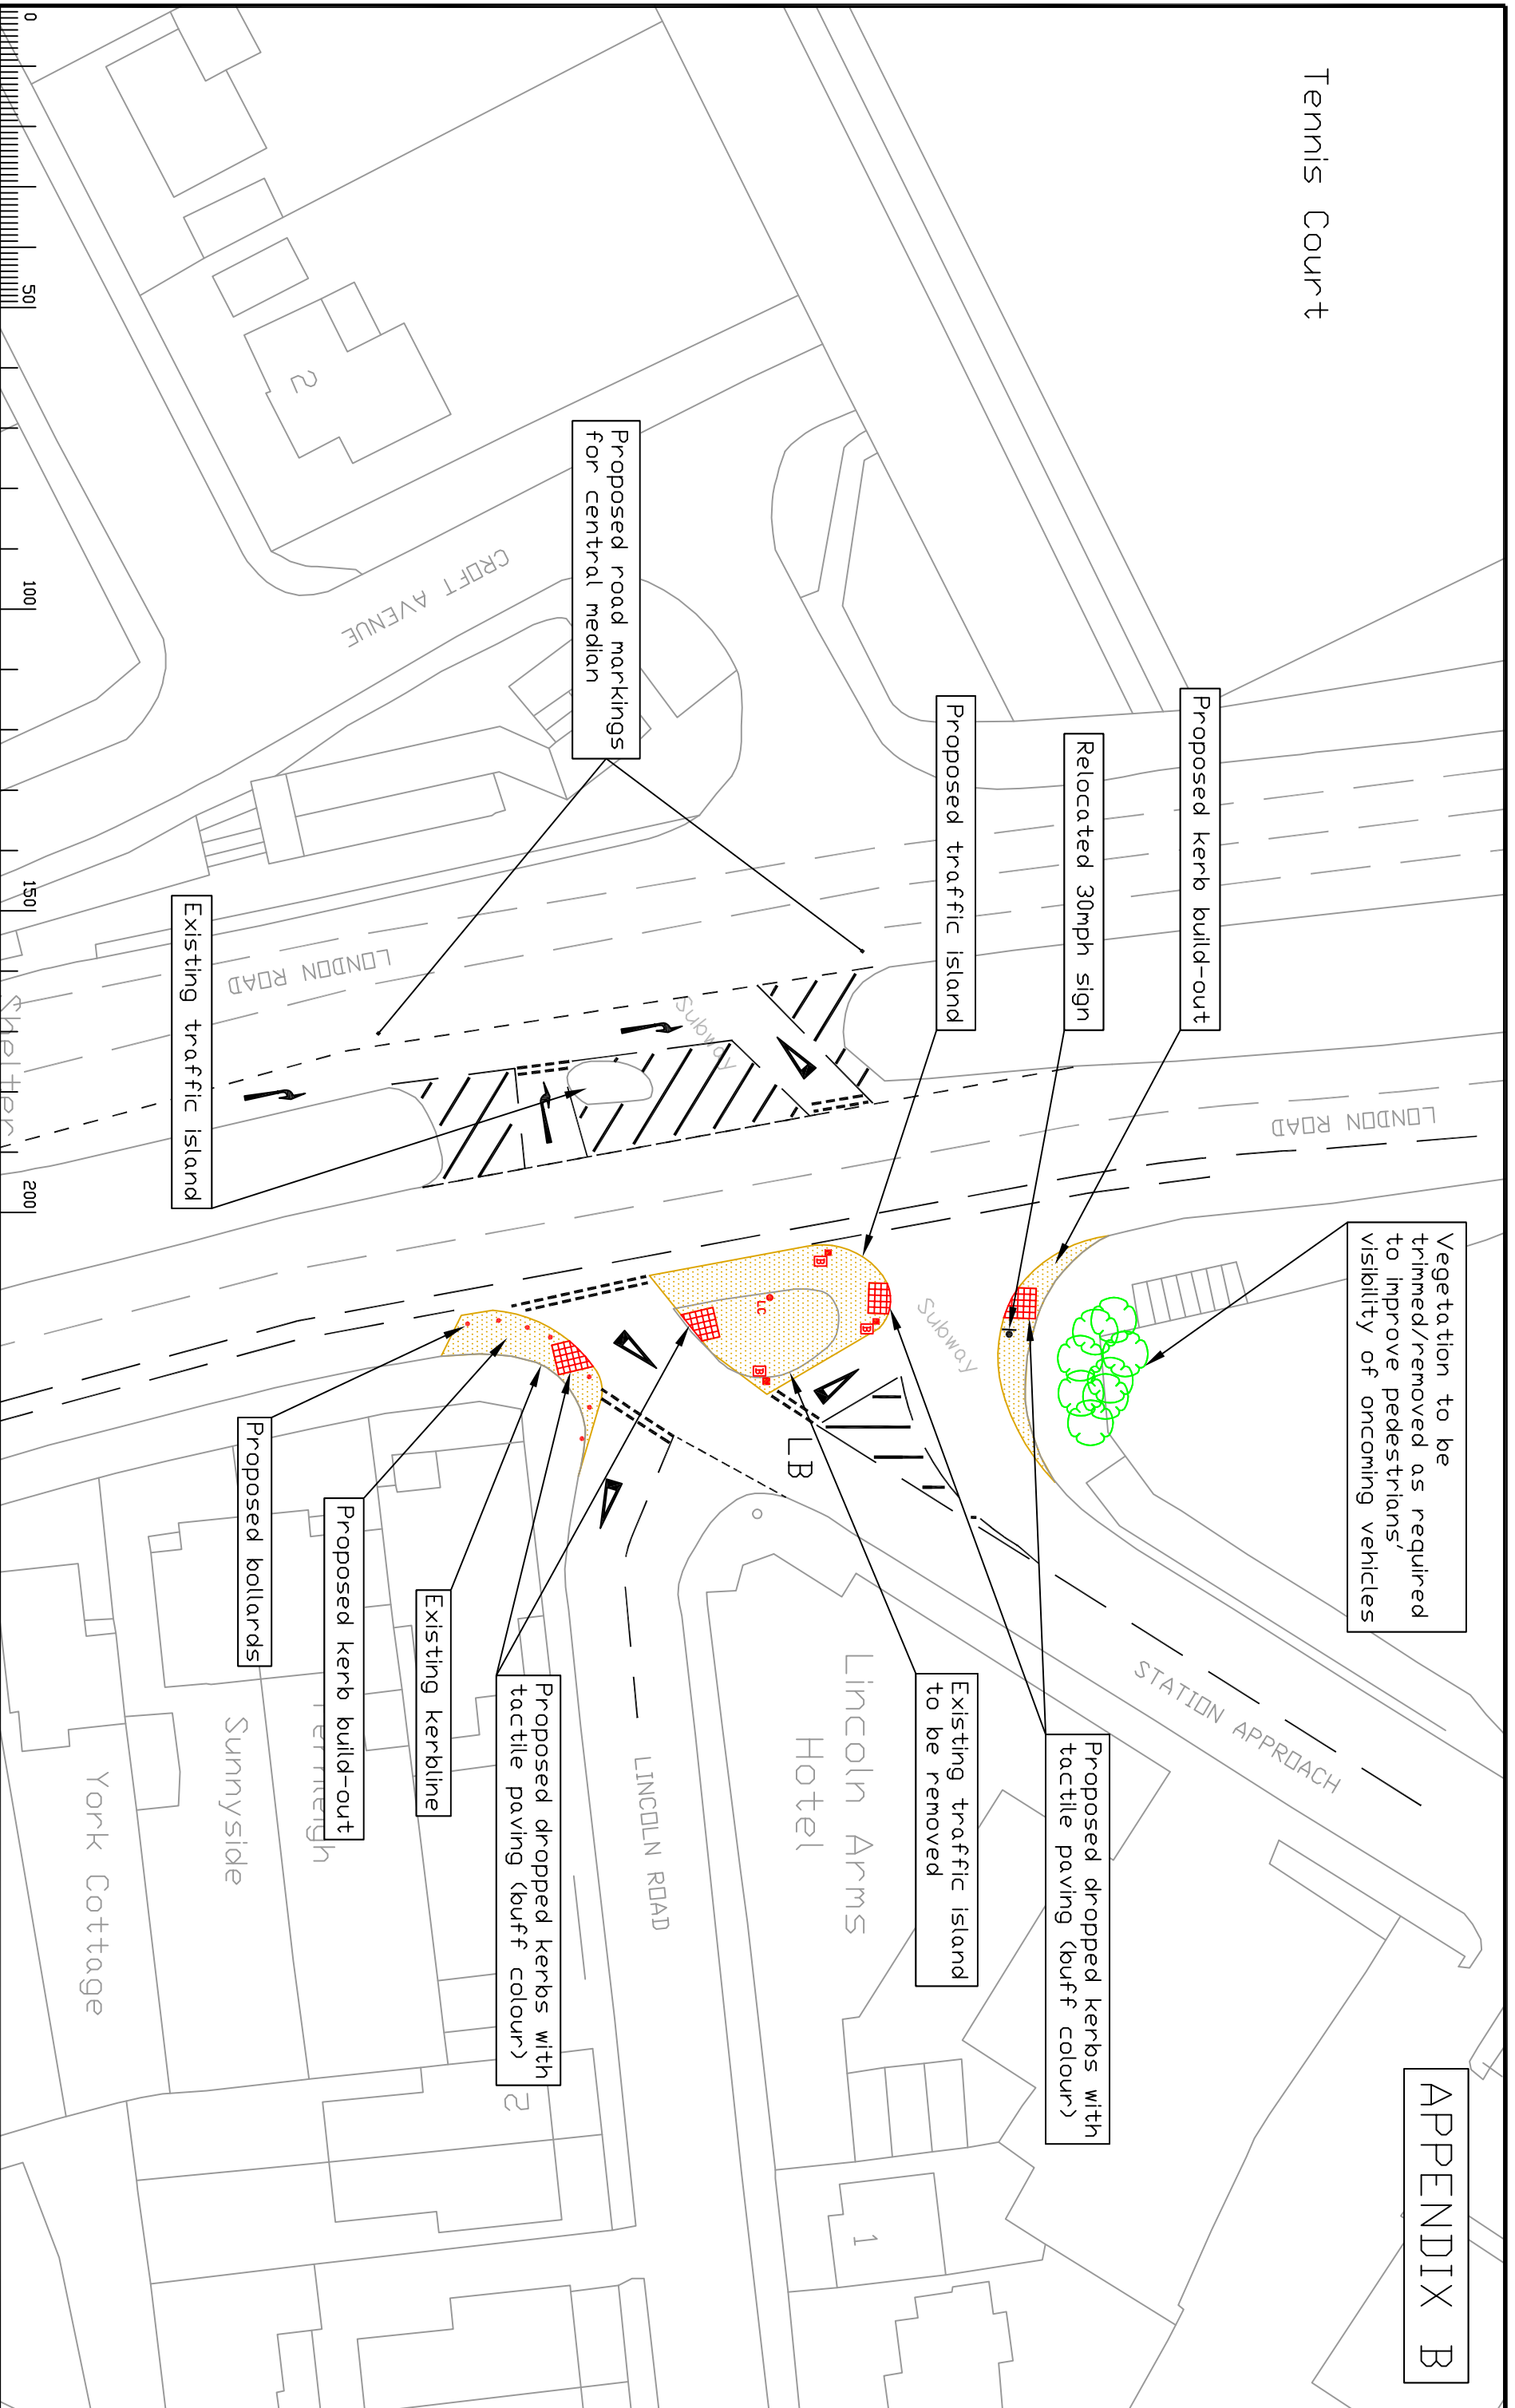 APPENDIX B
Tennis Court
Vegetation to be
trimmed/removed as required
to improve pedestrians'
visibility of oncoming vehicles
Proposed kerb build-out
Relocated 30mph sign
Proposed traffic island
Proposed road markings
for central median
Existing traffic island
LONDON ROAD
LONDON ROAD
CROFT AVENUE
Subway
Subway
STATION APPROACH
Proposed dropped kerbs with
tactile paving (buff colour)
Existing traffic island
to be removed
Lincoln Arms
Hotel
LB
LC
B
B
B
LINCOLN ROAD
Proposed dropped kerbs with
tactile paving (buff colour)
Existing kerbline
Proposed kerb build-out
Proposed bollards
Sunnyside
York Cottage
Shelter
1
2
2
0
50
100
150
200